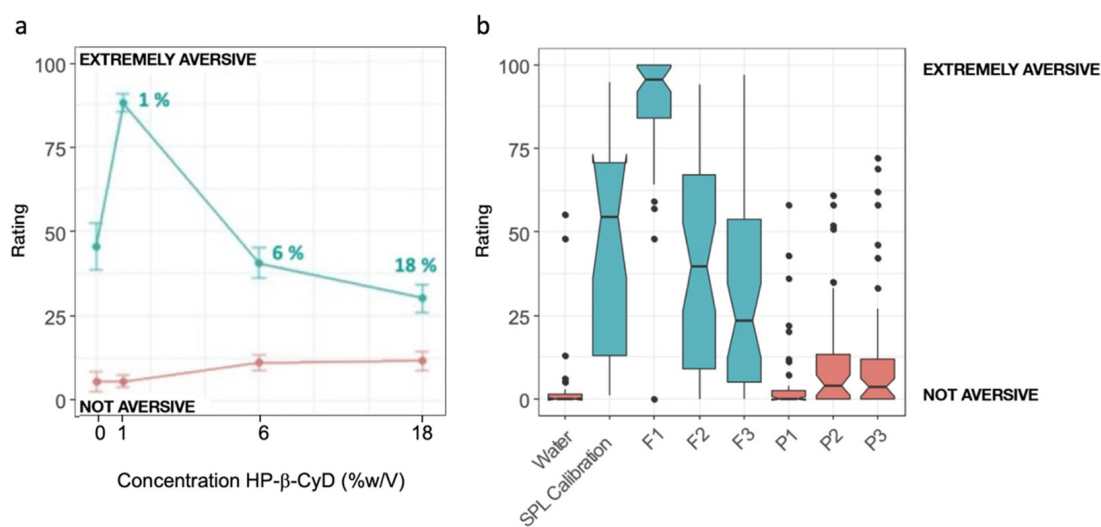 a
EXTREMELY AVERSIVE
100
75
50
25
0
Rating
1 %
6 %
18 %
NOT AVERSIVE
0 1 6 18
Concentration HP-β-CyD (%w/V)
b
100
75
50
25
0
Rating
EXTREMELY AVERSIVE
NOT AVERSIVE
Water
SPL Calibration
F1
F2
F3
P1
P2
P3